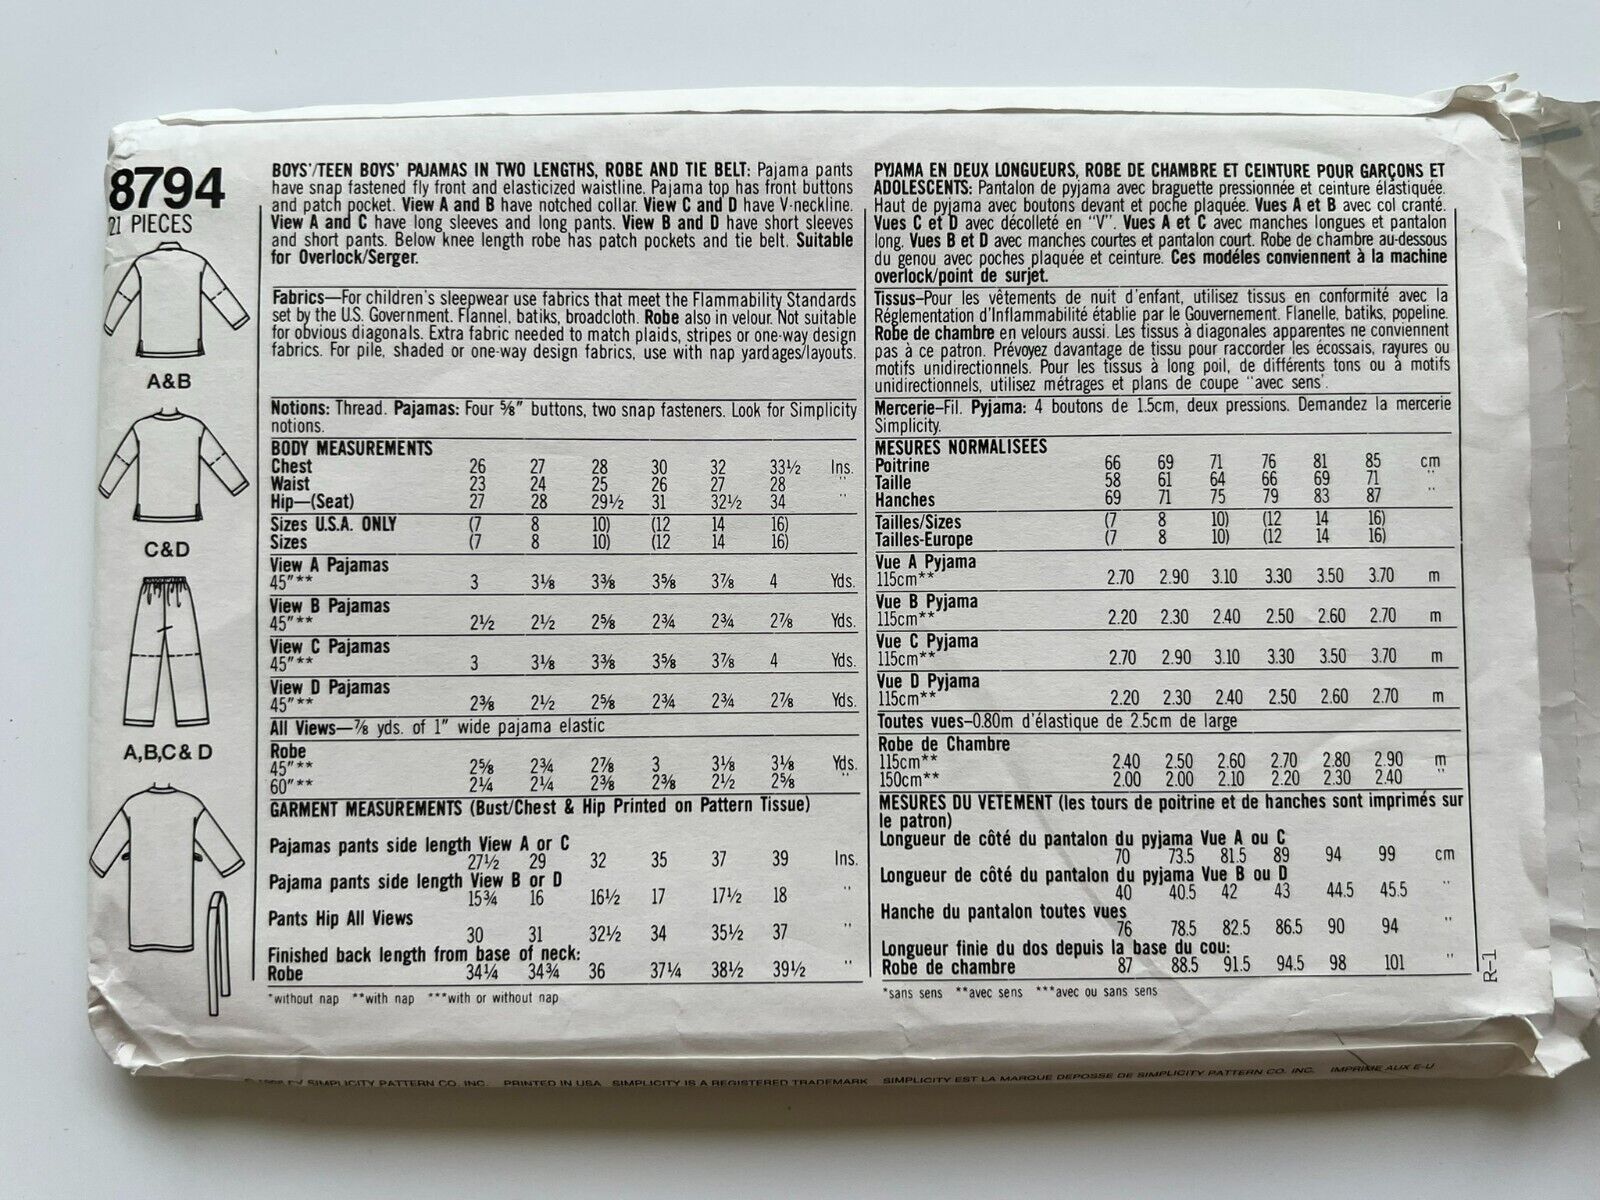 8794
21 PIECES
A&B
C&D
A,B,C& D
BOYS'/TEEN BOYS' PAJAMAS IN TWO LENGTHS, ROBE AND TIE BELT: Pajama pants
have snap fastened fly front and elasticized waistline. Pajama top has front buttons
and patch pocket. View A and B have notched collar. View C and D have V-neckline.
View A and C have long sleeves and long pants. View B and D have short sleeves
and short pants. Below knee length robe has patch pockets and tie belt. Suitable
for Overlock/Serger.
Fabrics—For children's sleepwear use fabrics that meet the Flammability Standards
set by the U.S. Government. Flannel, batiks, broadcloth. Robe also in velour. Not suitable
for obvious diagonals. Extra fabric needed to match plaids, stripes or one-way design
fabrics. For pile, shaded or one-way design fabrics, use with nap yardages/layouts.
Notions: Thread. Pajamas: Four 5/8" buttons, two snap fasteners. Look for Simplicity
notions.
BODY MEASUREMENTS
Chest 26 27 28 30 32 33½ Ins.
Waist 23 24 25 26 27 28 "
Hip—(Seat) 27 28 29½ 31 32½ 34 "
Sizes U.S.A. ONLY (7 8 10) (12 14 16)
Sizes (7 8 10) (12 14 16)
View A Pajamas
45"** 3 3⅛ 3⅜ 3⅝ 3⅞ 4 Yds.
View B Pajamas
45"** 2½ 2½ 2⅝ 2¾ 2¾ 2⅞ Yds.
View C Pajamas
45"** 3 3⅛ 3⅜ 3⅝ 3⅞ 4 Yds.
View D Pajamas
45"** 2⅜ 2½ 2⅝ 2¾ 2¾ 2⅞ Yds.
All Views—⅞ yds. of 1" wide pajama elastic
Robe
45"** 2⅝ 2¾ 2⅞ 3 3⅛ 3⅛ Yds.
60"** 2¼ 2¼ 2⅜ 2⅜ 2½ 2⅝ "
GARMENT MEASUREMENTS (Bust/Chest & Hip Printed on Pattern Tissue)
Pajamas pants side length View A or C
27½ 29 32 35 37 39 Ins.
Pajama pants side length View B or D
15¾ 16 16½ 17 17½ 18 "
Pants Hip All Views
30 31 32½ 34 35½ 37 "
Finished back length from base of neck:
Robe 34¼ 34¾ 36 37¼ 38½ 39½ "
*without nap **with nap ***with or without nap
PYJAMA EN DEUX LONGUEURS, ROBE DE CHAMBRE ET CEINTURE POUR GARÇONS ET
ADOLESCENTS: Pantalon de pyjama avec braguette pressionnée et ceinture élastiquée.
Haut de pyjama avec boutons devant et poche plaquée. Vues A et B avec col cranté.
Vues C et D avec décolleté en "V". Vues A et C avec manches longues et pantalon
long. Vues B et D avec manches courtes et pantalon court. Robe de chambre au-dessous
du genou avec poches plaquée et ceinture. Ces modéles conviennent à la machine
overlock/point de surjet.
Tissus–Pour les vêtements de nuit d'enfant, utilisez tissus en conformité avec la
Réglementation d'Inflammabilité établie par le Gouvernement. Flanelle, batiks, popeline.
Robe de chambre en velours aussi. Les tissus à diagonales apparentes ne conviennent
pas à ce patron. Prévoyez davantage de tissu pour raccorder les écossais, rayures ou
motifs unidirectionnels. Pour les tissus à long poil, de différents tons ou à motifs
unidirectionnels, utilisez métrages et plans de coupe "avec sens".
Mercerie–Fil. Pyjama: 4 boutons de 1.5cm, deux pressions. Demandez la mercerie
Simplicity.
MESURES NORMALISEES
Poitrine 66 69 71 76 81 85 cm
Taille 58 61 64 66 69 71 "
Hanches 69 71 75 79 83 87 "
Tailles/Sizes (7 8 10) (12 14 16)
Tailles-Europe (7 8 10) (12 14 16)
Vue A Pyjama
115cm** 2.70 2.90 3.10 3.30 3.50 3.70 m
Vue B Pyjama
115cm** 2.20 2.30 2.40 2.50 2.60 2.70 m
Vue C Pyjama
115cm** 2.70 2.90 3.10 3.30 3.50 3.70 m
Vue D Pyjama
115cm** 2.20 2.30 2.40 2.50 2.60 2.70 m
Toutes vues–0.80m d'élastique de 2.5cm de large
Robe de Chambre
115cm** 2.40 2.50 2.60 2.70 2.80 2.90 m
150cm** 2.00 2.00 2.10 2.20 2.30 2.40 "
MESURES DU VETEMENT (les tours de poitrine et de hanches sont imprimés sur
le patron)
Longueur de côté du pantalon du pyjama Vue A ou C
70 73.5 81.5 89 94 99 cm
Longueur de côté du pantalon du pyjama Vue B ou D
40 40.5 42 43 44.5 45.5 "
Hanche du pantalon toutes vues
76 78.5 82.5 86.5 90 94 "
Longueur finie du dos depuis la base du cou:
Robe de chambre 87 88.5 91.5 94.5 98 101 "
*sans sens **avec sens ***avec ou sans sens
R-1
SIMPLICITY PATTERN CO. INC. PRINTED IN USA SIMPLICITY IS A REGISTERED TRADEMARK SIMPLICITY EST LA MARQUE DEPOSSE DE SIMPLICITY PATTERN CO. INC. IMPRIME AUX E-U